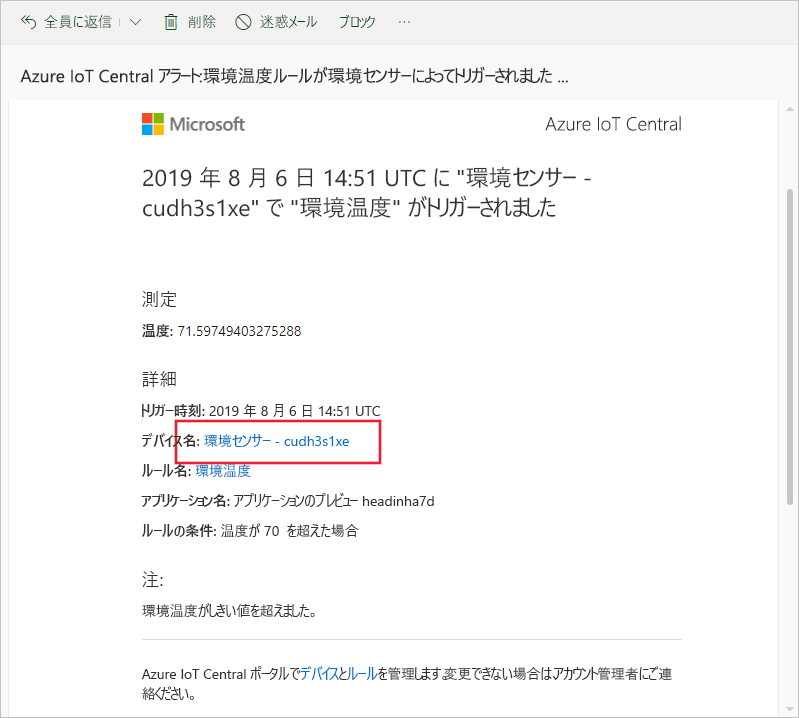 全員に返信 削除 迷惑メール ブロック ...
Azure IoT Central アラート:環境温度ルールが環境センサーによってトリガーされました ...
Microsoft Azure IoT Central
2019 年 8 月 6 日 14:51 UTC に "環境センサー -
cudh3s1xe" で "環境温度" がトリガーされました
測定
温度: 71.59749403275288
詳細
トリガー時刻: 2019 年 8 月 6 日 14:51 UTC
デバイス名: 環境センサー - cudh3s1xe
ルール名: 環境温度
アプリケーション名: アプリケーションのプレビュー headinha7d
ルールの条件: 温度が 70 を超えた場合
注:
環境温度がしきい値を超えました。
Azure IoT Central ポータルでデバイスとルールを管理します.変更できない場合はアカウント管理者にご連
絡ください。